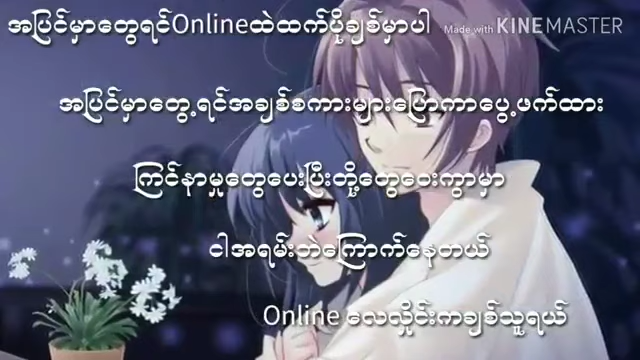 အပြင်မှာတွေ့ရင်Onlineထဲထက်ပိုချစ်မှာပါ
Made with KINEMASTER
အပြင်မှာတွေ့ရင်အချစ်စကားများပြောကာပွေ့ဖက်ထား
ကြင်နာမှုတွေပေးပြီးတို့တွေဝေးကွာမှာ
ငါအရမ်းဘဲကြောက်နေတယ်
Online လေလှိုင်းကချစ်သူရယ်